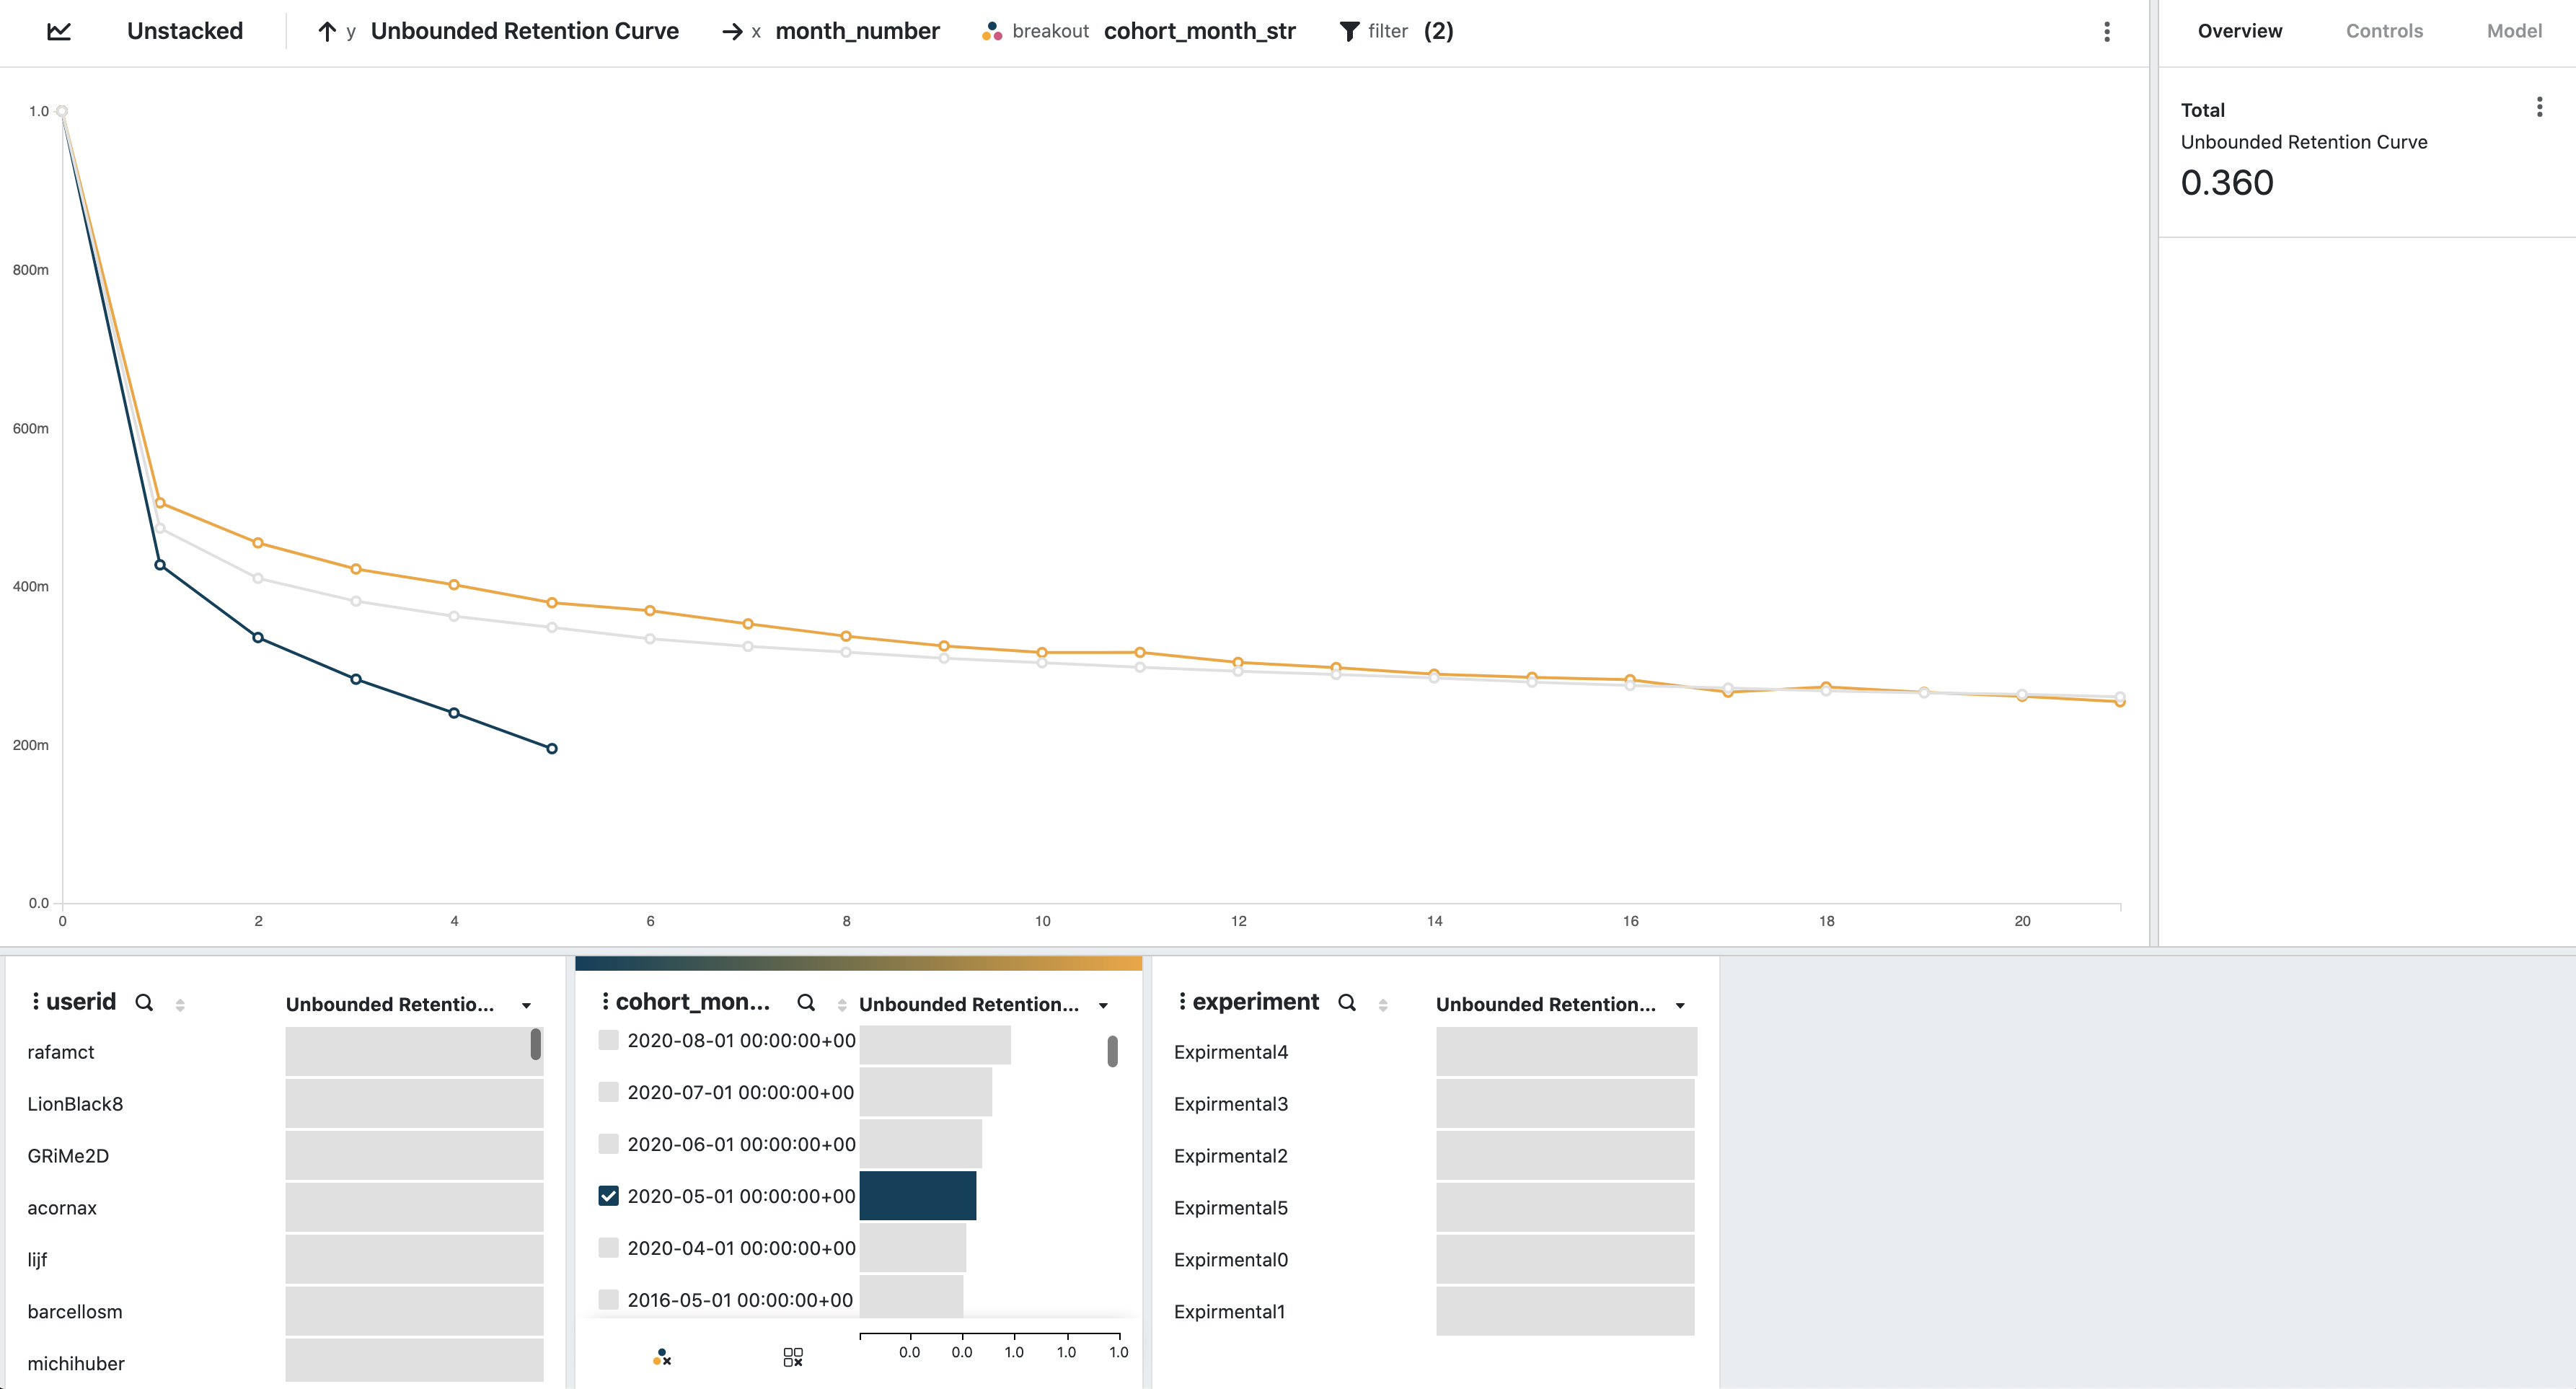 Unstacked y Unbounded Retention Curve x month_number breakout cohort_month_str filter (2)
Overview Controls Model
Total
Unbounded Retention Curve
0.360
1.0
800m
600m
400m
200m
0.0
0 2 4 6 8 10 12 14 16 18 20
userid Unbounded Retentio...
rafamct
LionBlack8
GRiMe2D
acornax
lijf
barcellosm
michihuber
cohort_mon... Unbounded Retention...
2020-08-01 00:00:00+00
2020-07-01 00:00:00+00
2020-06-01 00:00:00+00
2020-05-01 00:00:00+00
2020-04-01 00:00:00+00
2016-05-01 00:00:00+00
0.0 0.0 1.0 1.0 1.0
experiment Unbounded Retention...
Expirmental4
Expirmental3
Expirmental2
Expirmental5
Expirmental0
Expirmental1